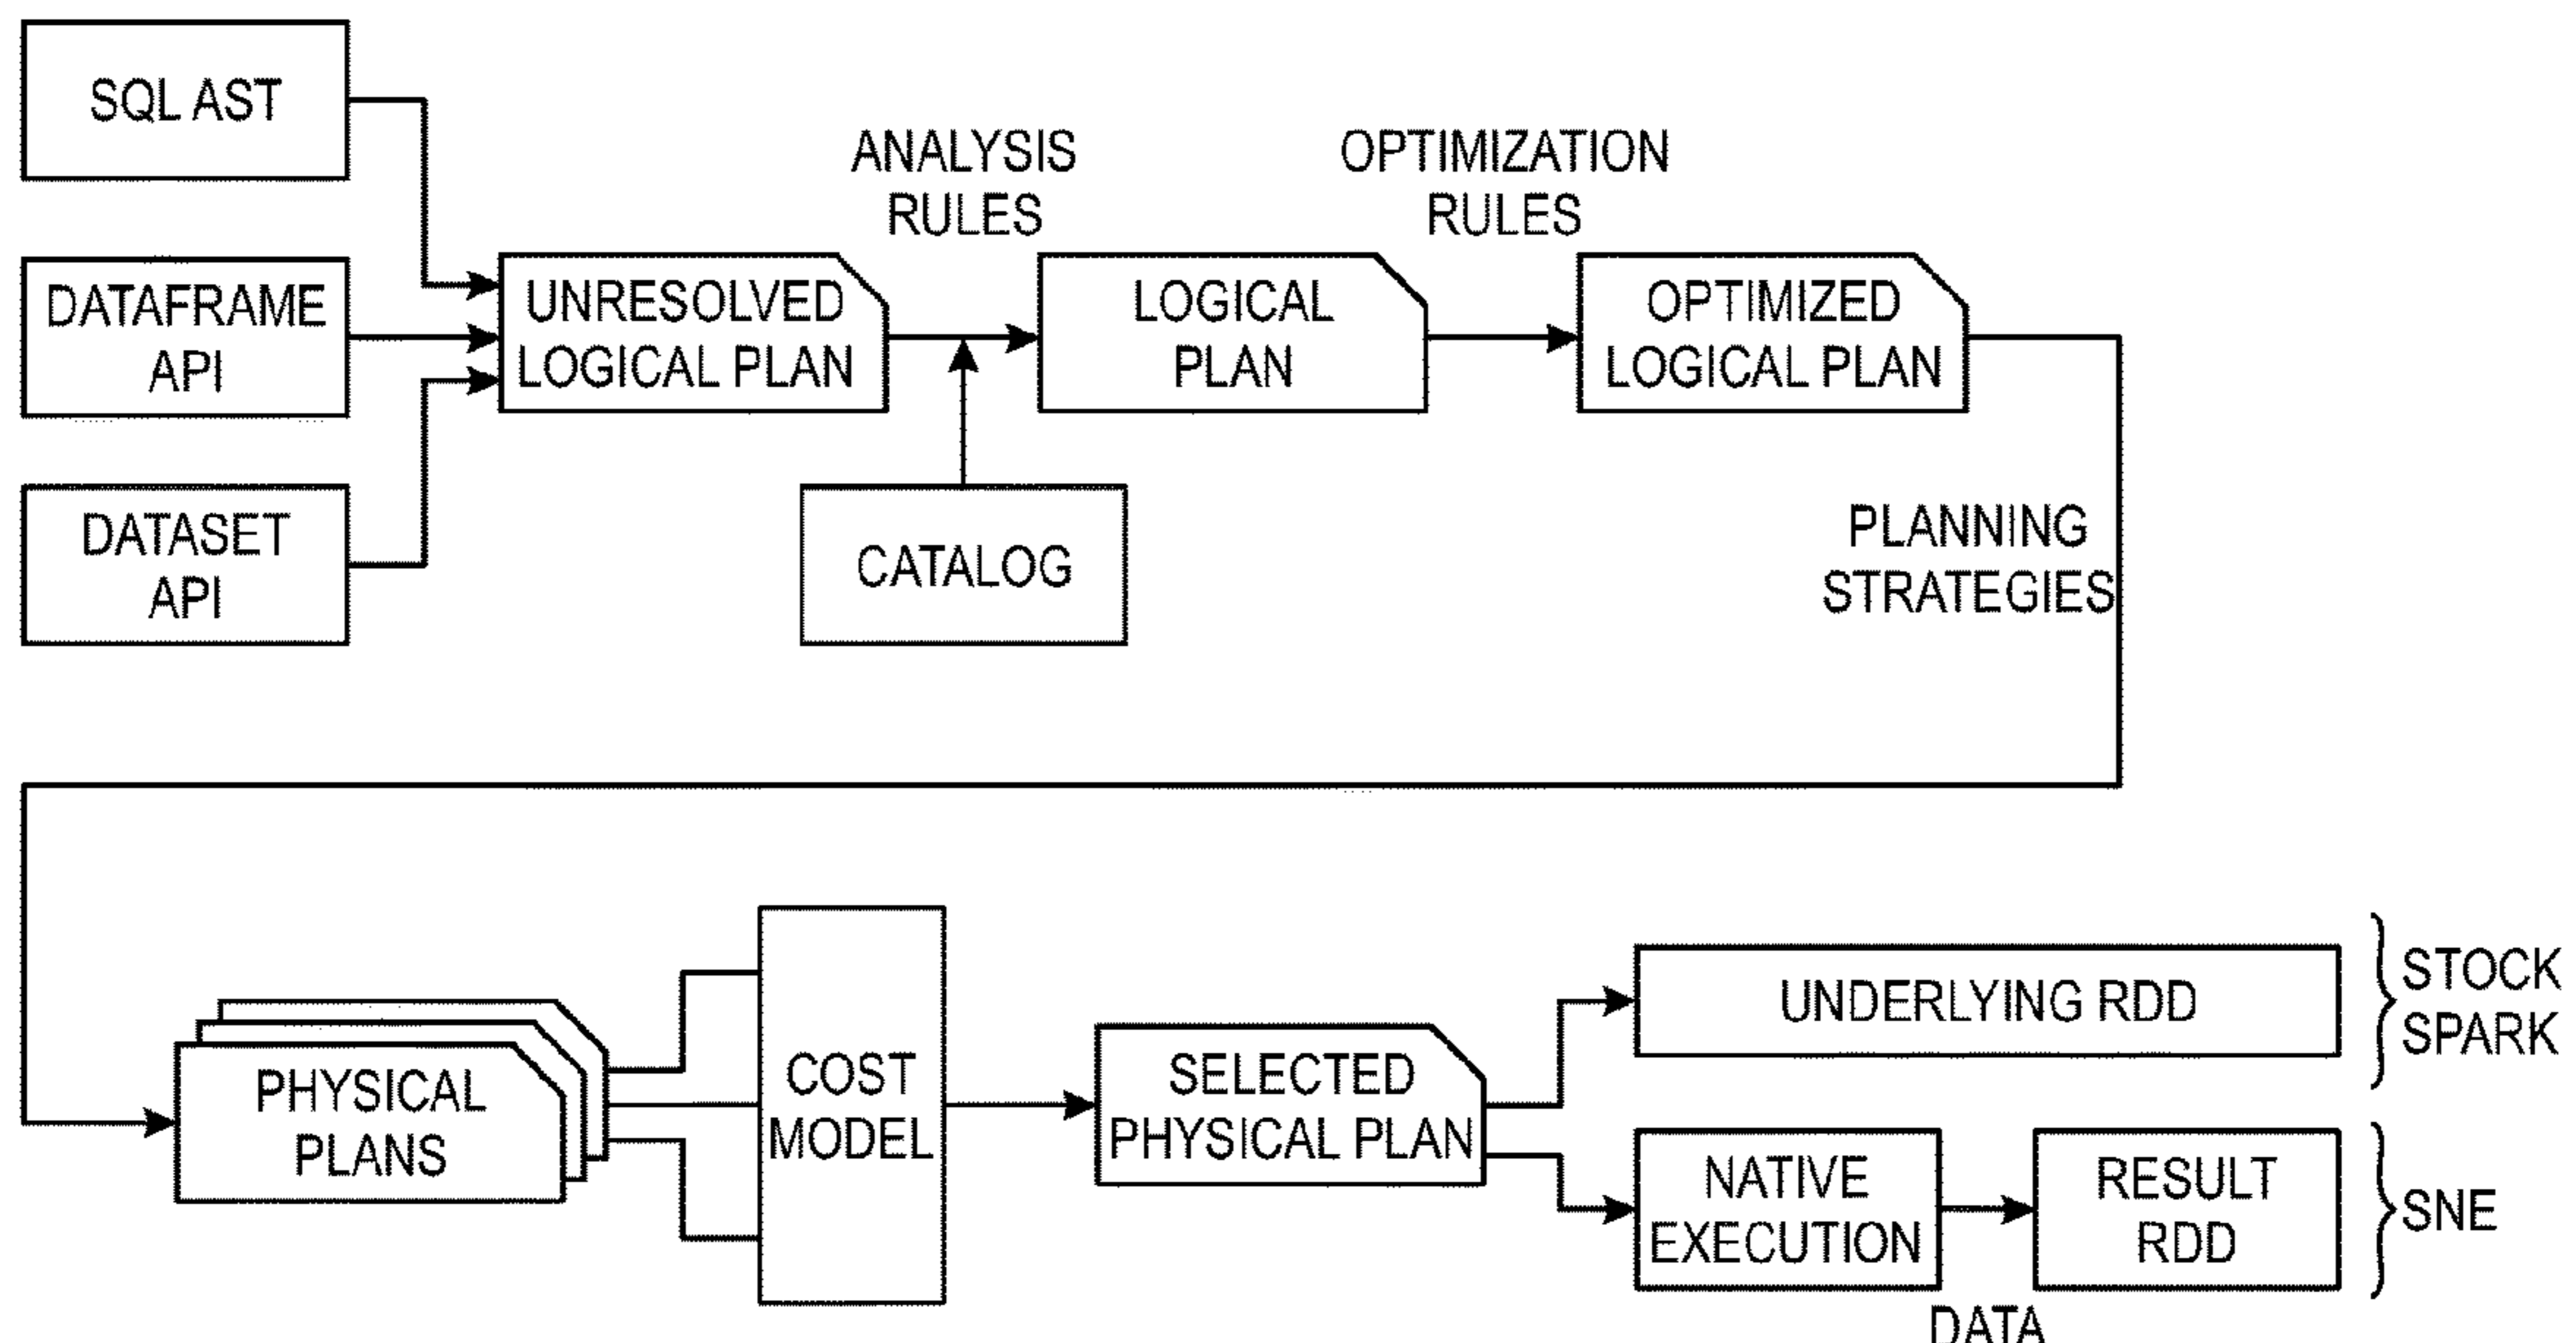 SQL AST
DATAFRAME
API
DATASET
API
UNRESOLVED
LOGICAL PLAN
ANALYSIS
RULES
CATALOG
LOGICAL
PLAN
OPTIMIZATION
RULES
OPTIMIZED
LOGICAL PLAN
PLANNING
STRATEGIES
PHYSICAL
PLANS
COST
MODEL
SELECTED
PHYSICAL PLAN
UNDERLYING RDD
STOCK
SPARK
NATIVE
EXECUTION
RESULT
RDD
SNE
DATA